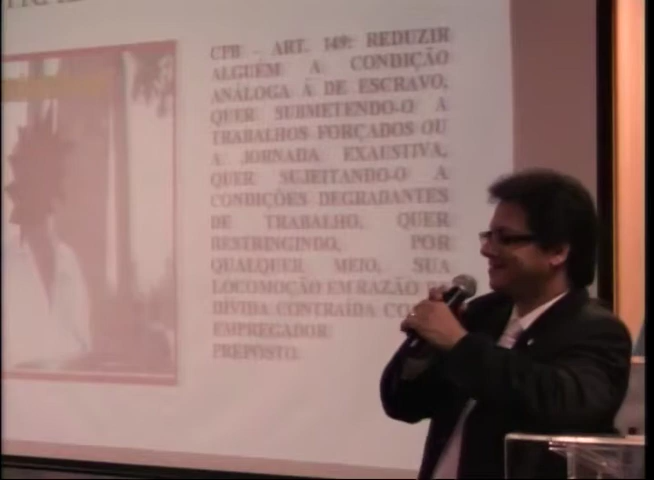 CPB - ART. 149: REDUZIR
ALGUÉM A CONDIÇÃO
ANÁLOGA À DE ESCRAVO,
QUER SUBMETENDO-O A
TRABALHOS FORÇADOS OU
A JORNADA EXAUSTIVA,
QUER SUJEITANDO-O A
CONDIÇÕES DEGRADANTES
DE TRABALHO, QUER
RESTRINGINDO, POR
QUALQUER MEIO, SUA
LOCOMOÇÃO EM RAZÃO
DÍVIDA CONTRAÍDA
EMPREGADOR
PREPOSTO.